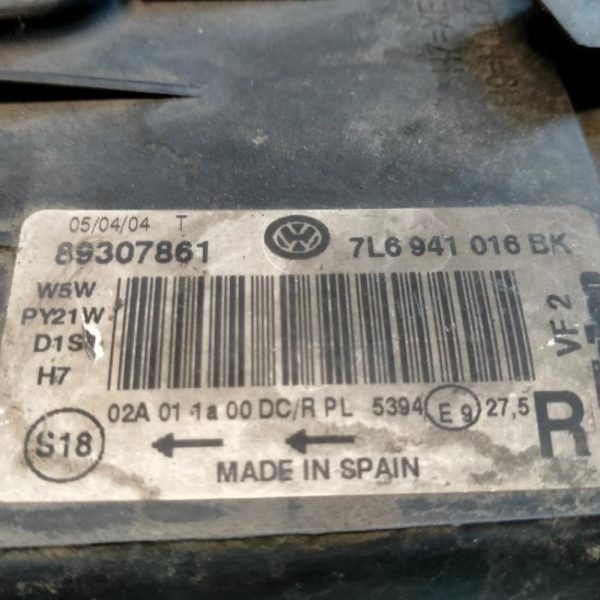 05/04/04 T
89307861
7L6 941 016 BK
W5W
PY21W
D1S
H7
VF 2
02A 01 1a 00 DC/R PL 5394 E 9 27,5
R
S18
MADE IN SPAIN